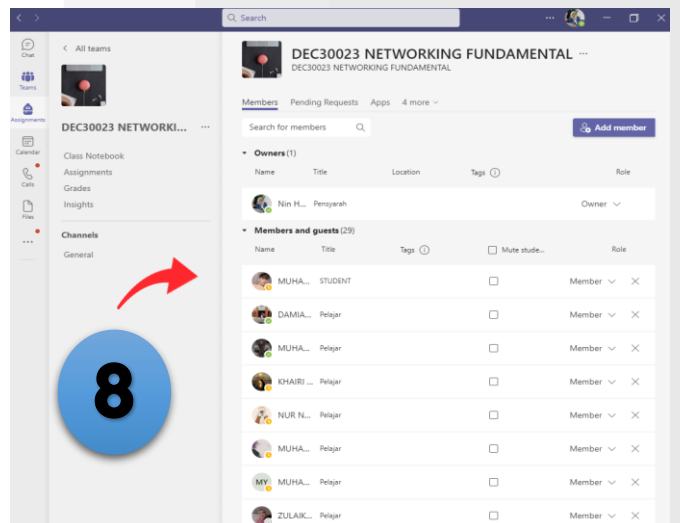 Search
Chat
Teams
Assignments
Calendar
Calls
Files
All teams
DEC30023 NETWORKI... ...
Class Notebook
Assignments
Grades
Insights
Channels
General
8
DEC30023 NETWORKING FUNDAMENTAL ...
DEC30023 NETWORKING FUNDAMENTAL
Members Pending Requests Apps 4 more
Search for members
Add member
Owners (1)
Name Title Location Tags Role
Nin H... Pensyarah Owner
Members and guests (29)
Name Title Tags Mute stude... Role
MUHA... STUDENT Member
DAMIA... Pelajar Member
MUHA... Pelajar Member
KHAIRI ... Pelajar Member
NUR N... Pelajar Member
MUHA... Pelajar Member
MY MUHA... Pelajar Member
ZULAIK... Pelajar Member